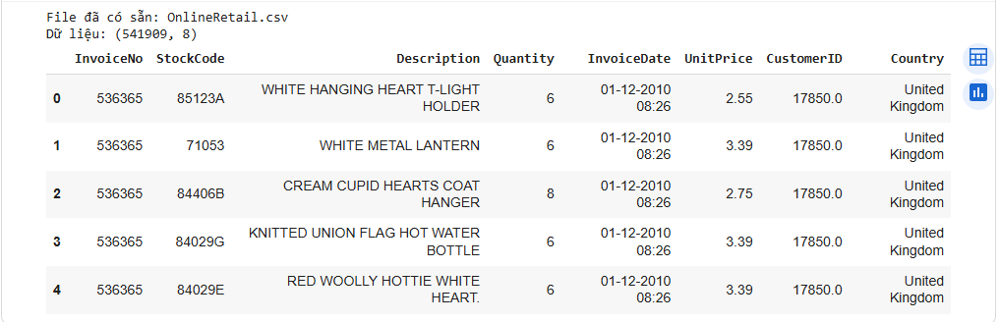 File đã có sẵn: OnlineRetail.csv
Dữ liệu: (541909, 8)
InvoiceNo StockCode Description Quantity InvoiceDate UnitPrice CustomerID Country
0 536365 85123A WHITE HANGING HEART T-LIGHT HOLDER 6 01-12-2010 08:26 2.55 17850.0 United Kingdom
1 536365 71053 WHITE METAL LANTERN 6 01-12-2010 08:26 3.39 17850.0 United Kingdom
2 536365 84406B CREAM CUPID HEARTS COAT HANGER 8 01-12-2010 08:26 2.75 17850.0 United Kingdom
3 536365 84029G KNITTED UNION FLAG HOT WATER BOTTLE 6 01-12-2010 08:26 3.39 17850.0 United Kingdom
4 536365 84029E RED WOOLLY HOTTIE WHITE HEART. 6 01-12-2010 08:26 3.39 17850.0 United Kingdom